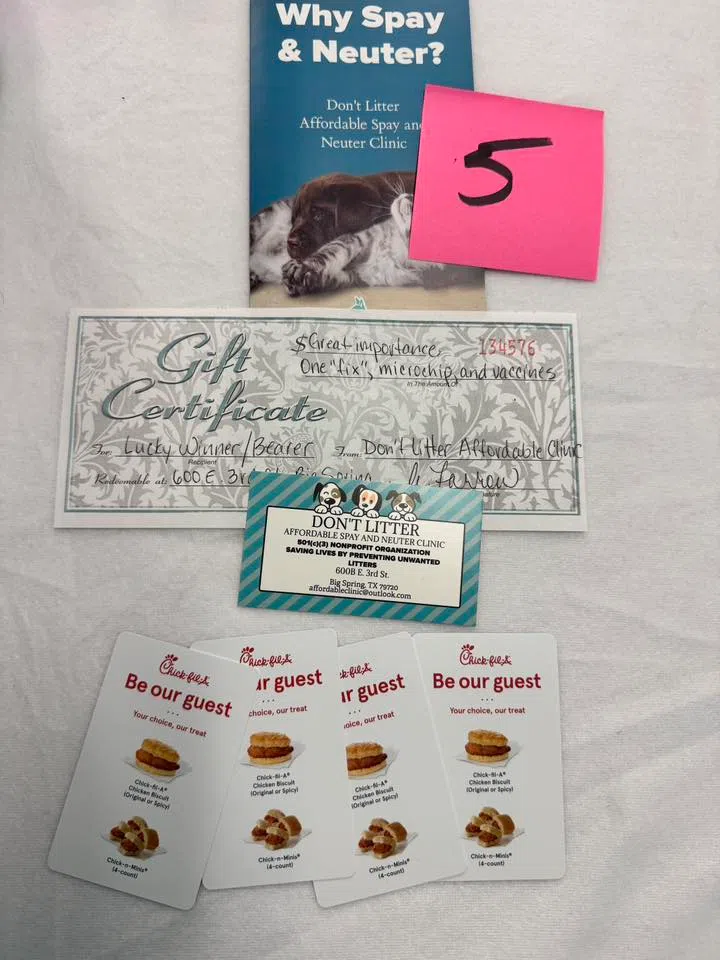 Why Spay
& Neuter?
Don't Litter
Affordable Spay and
Neuter Clinic
5
Gift
Certificate
$Great importance
134576
One "fix", microchip, and vaccines
In The Amount Of
For: Lucky Winner/Bearer
From: Don't Litter Affordable Clinic
Recipient
Redeemable at: 600 E. 3rd Big Spring
DON'T LITTER
AFFORDABLE SPAY AND NEUTER CLINIC
501(c)(3) NONPROFIT ORGANIZATION
SAVING LIVES BY PREVENTING UNWANTED
LITTERS
600B E. 3rd St.
Big Spring, TX 79720
affordableclinic@outlook.com
Chick-fil-A
Be our guest
Your choice, our treat
Chick-fil-A®
Chicken Biscuit
(Original or Spicy)
Chick-n-Minis®
(4-count)
Chick-fil-A
ur guest
choice, our treat
Chick-fil-A®
Chicken Biscuit
(Original or Spicy)
Chick-n-Minis®
(4-count)
hick-fil-A
ur guest
oice, our treat
Chick-fil-A®
Chicken Biscuit
(Original or Spicy)
Chick-n-Minis®
(4-count)
Chick-fil-A
Be our guest
Your choice, our treat
Chick-fil-A®
Chicken Biscuit
(Original or Spicy)
Chick-n-Minis®
(4-count)